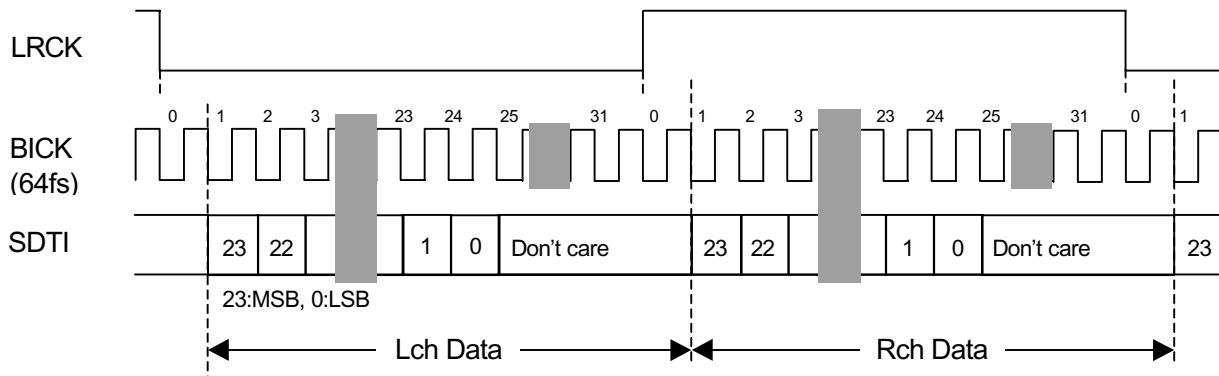 LRCK
0 1 2 3 23 24 25 31 0 1 2 3 23 24 25 31 0 1
BICK
(64fs)
SDTI 23 22 1 0 Don't care 23 22 1 0 Don't care 23
23:MSB, 0:LSB
Lch Data Rch Data